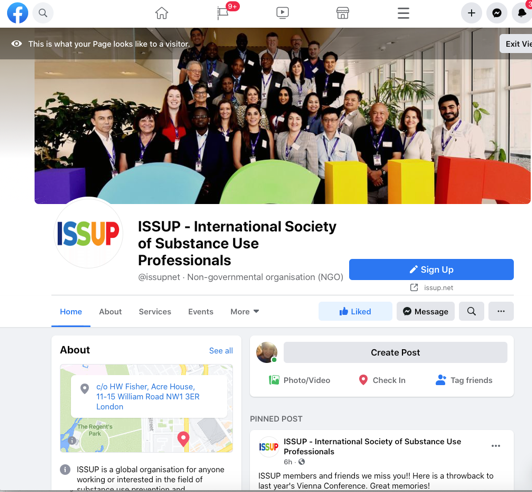 9+
This is what your Page looks like to a visitor.
Exit Vie
ISSUP
ISSUP - International Society
of Substance Use
Professionals
@issupnet · Non-governmental organisation (NGO)
Sign Up
issup.net
Home
About
Services
Events
More
Liked
Message
About
See all
c/o HW Fisher, Acre House,
11-15 William Road NW1 3ER
London
The Regent's
Park
ISSUP is a global organisation for anyone
working or interested in the field of
substance use prevention and
Create Post
Photo/Video
Check In
Tag friends
PINNED POST
ISSUP
ISSUP - International Society of Substance Use
Professionals
6h ·
ISSUP members and friends we miss you!! Here is a throwback to
last year's Vienna Conference. Great memories!